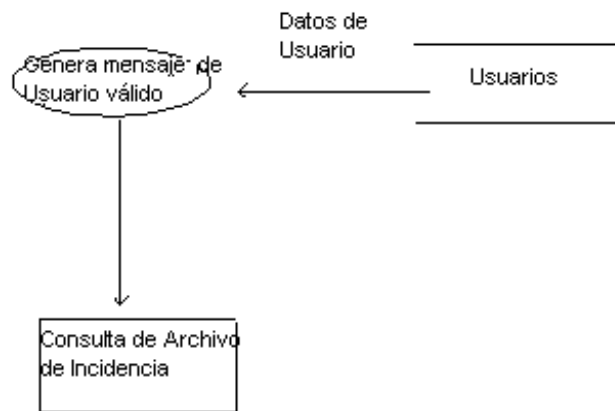 Datos de
Usuario
Genera mensaje de
Usuario válido
Usuarios
Consulta de Archivo
de Incidencia